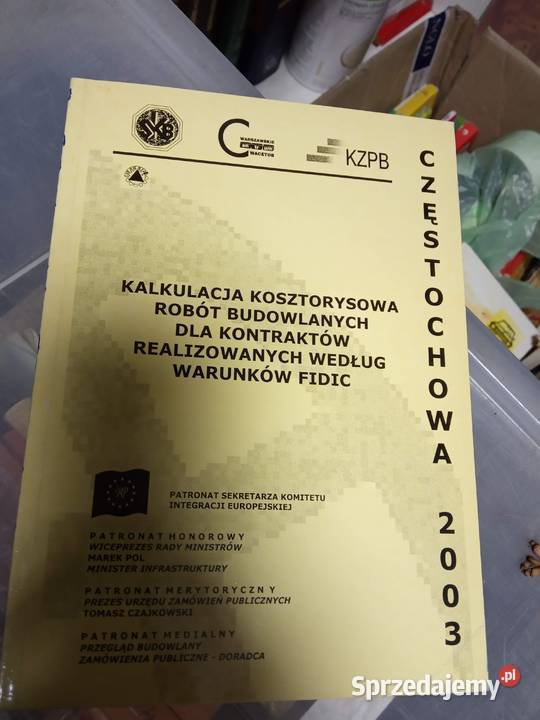 WARSZAWSKIE
WACETOB
KZPB
CZĘSTOCHOWA 2003
KALKULACJA KOSZTORYSOWA
ROBÓT BUDOWLANYCH
DLA KONTRAKTÓW
REALIZOWANYCH WEDŁUG
WARUNKÓW FIDIC
PATRONAT SEKRETARZA KOMITETU
INTEGRACJI EUROPEJSKIEJ
PATRONAT HONOROWY
WICEPREZES RADY MINISTRÓW
MAREK POL
MINISTER INFRASTRUKTURY
PATRONAT MERYTORYCZNY
PREZES URZĘDU ZAMÓWIEŃ PUBLICZNYCH
TOMASZ CZAJKOWSKI
PATRONAT MEDIALNY
PRZEGLĄD BUDOWLANY
ZAMÓWIENIA PUBLICZNE - DORADCA
Sprzedajemy.pl